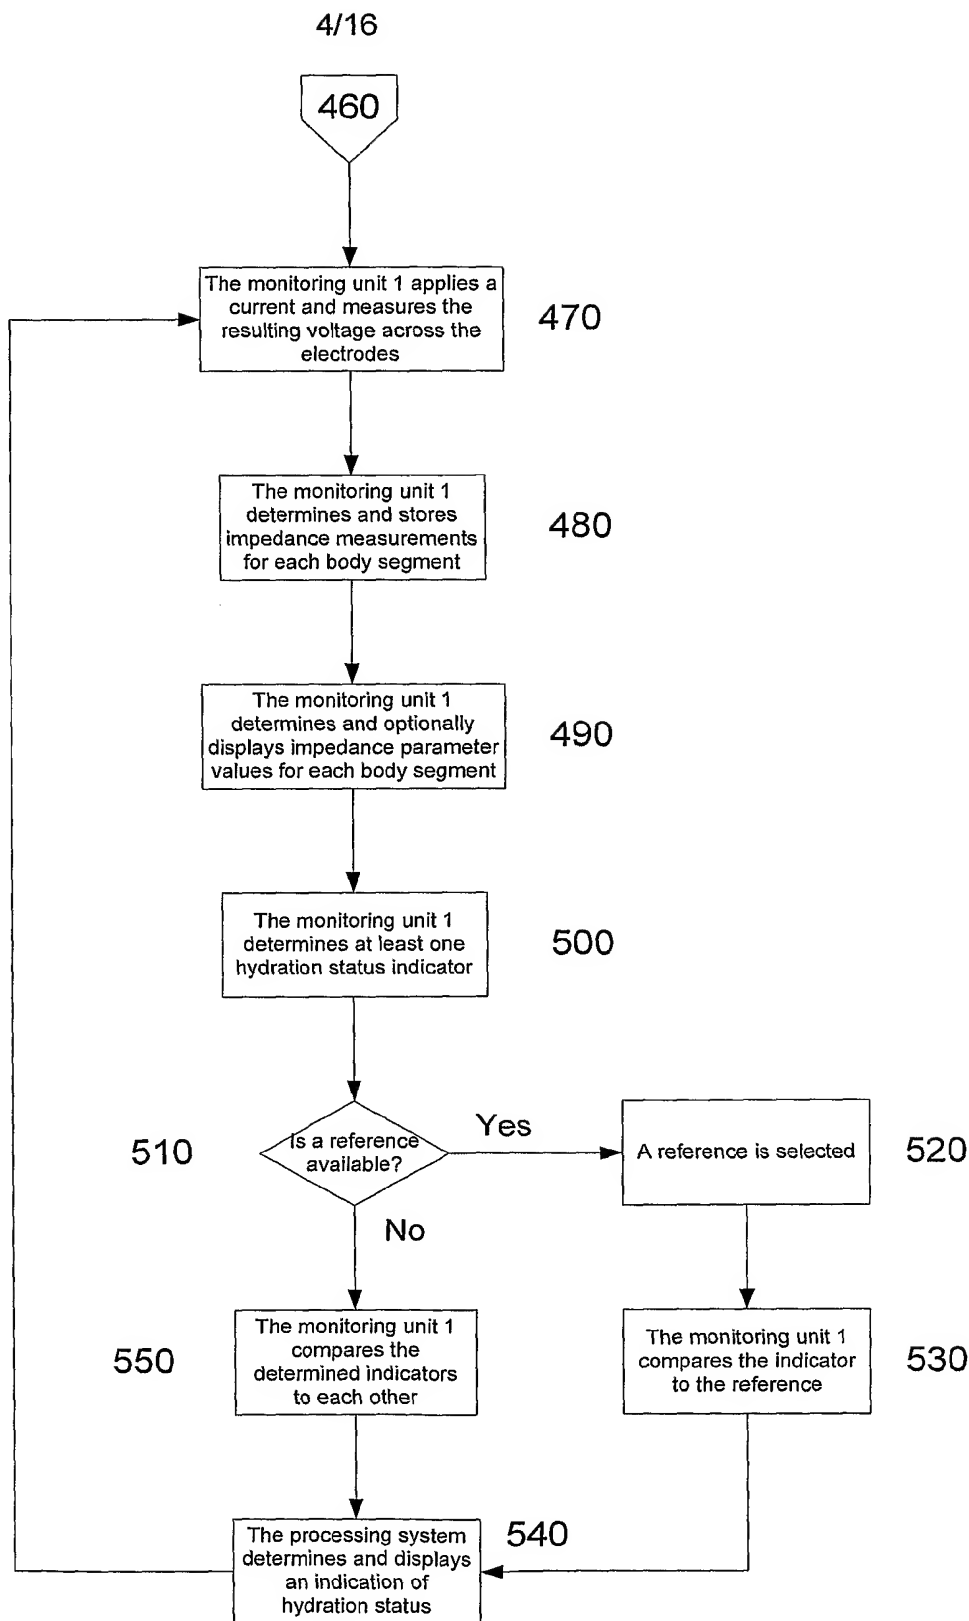 4/16
460
The monitoring unit 1 applies a
current and measures the
resulting voltage across the
electrodes
470
The monitoring unit 1
determines and stores
impedance measurements
for each body segment
480
The monitoring unit 1
determines and optionally
displays impedance parameter
values for each body segment
490
The monitoring unit 1
determines at least one
hydration status indicator
500
510
Is a reference
available?
Yes
A reference is selected
520
No
550
The monitoring unit 1
compares the
determined indicators
to each other
The monitoring unit 1
compares the indicator
to the reference
530
The processing system
determines and displays
an indication of
hydration status
540